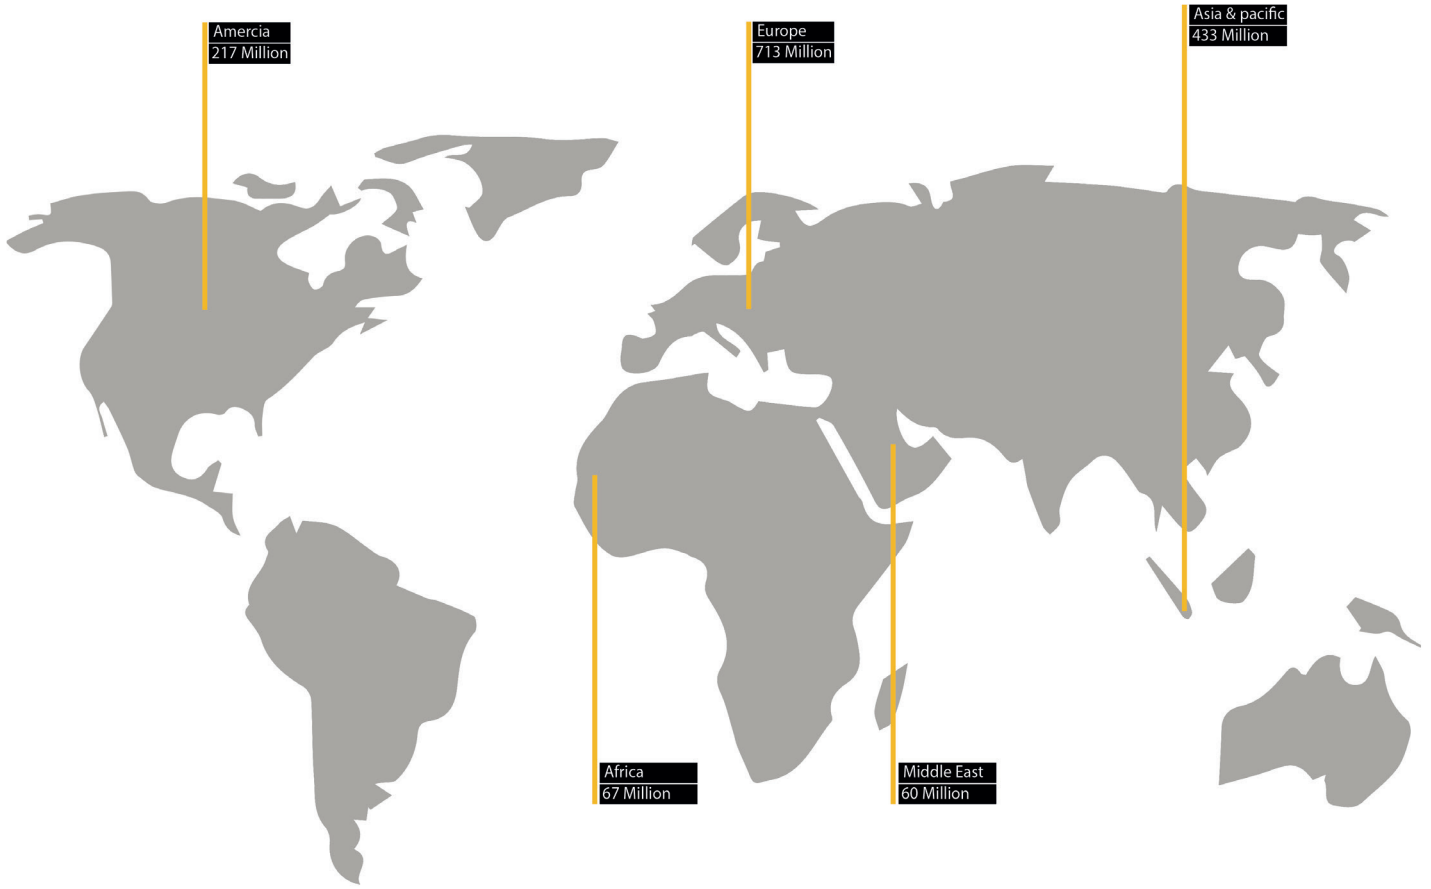 Amercia
217 Million
Europe
713 Million
Asia & pacific
433 Million
Africa
67 Million
Middle East
60 Million